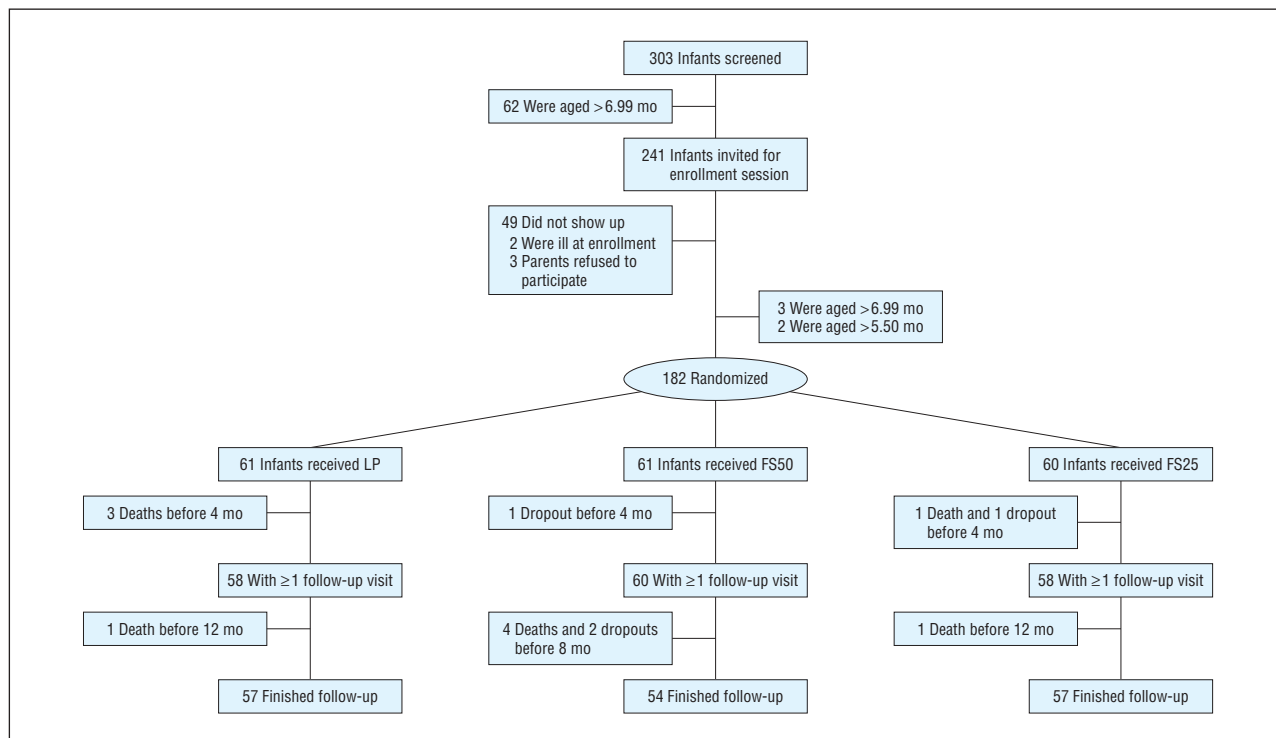 303 Infants screened
62 Were aged >6.99 mo
241 Infants invited for
enrollment session
49 Did not show up
2 Were ill at enrollment
3 Parents refused to
participate
3 Were aged >6.99 mo
2 Were aged >5.50 mo
182 Randomized
61 Infants received LP
61 Infants received FS50
60 Infants received FS25
3 Deaths before 4 mo
1 Dropout before 4 mo
1 Death and 1 dropout
before 4 mo
58 With ≥1 follow-up visit
60 With ≥1 follow-up visit
58 With ≥1 follow-up visit
1 Death before 12 mo
4 Deaths and 2 dropouts
before 8 mo
1 Death before 12 mo
57 Finished follow-up
54 Finished follow-up
57 Finished follow-up